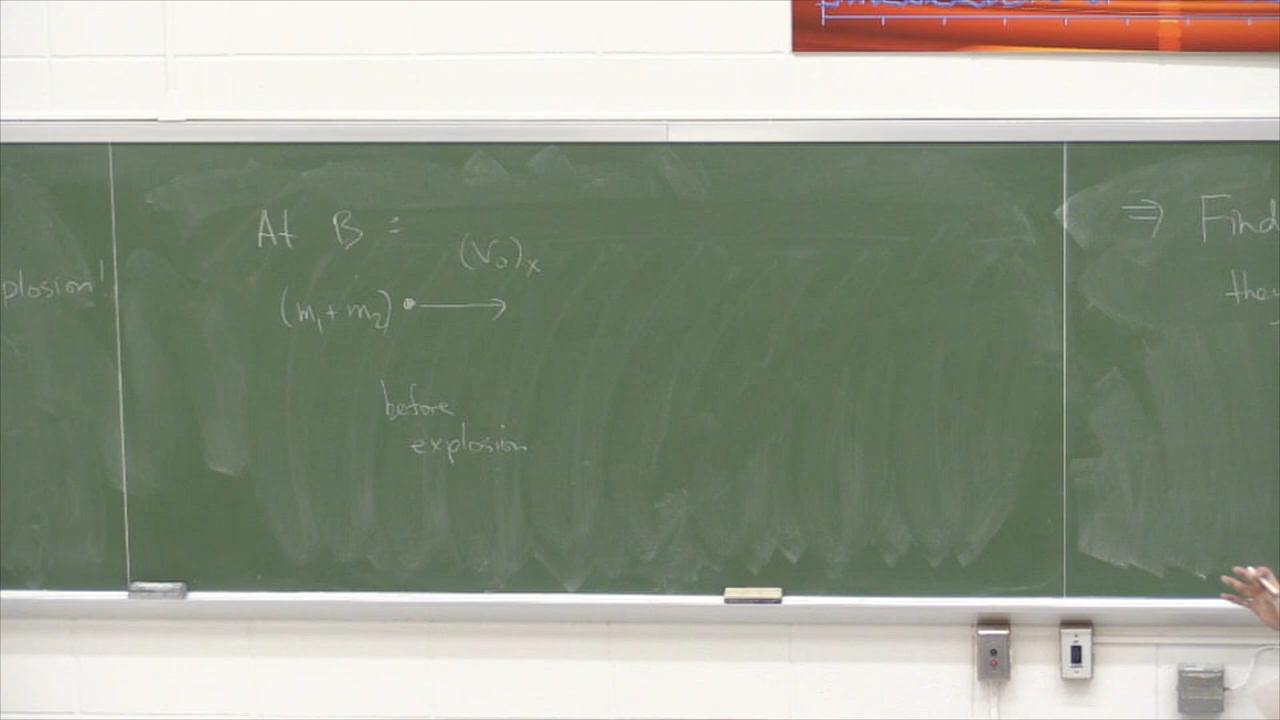 At B :
(V₀)ₓ
(m₁ + m₂)
before
explosion
plosion!
⇒ Find
the